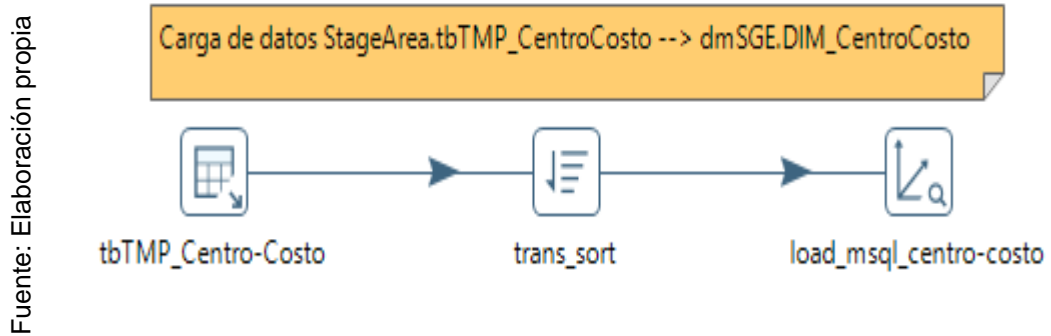 Carga de datos StageArea.tbTMP_CentroCosto --> dmSGE.DIM_CentroCosto
tbTMP_Centro-Costo
trans_sort
load_msql_centro-costo
Fuente: Elaboración propia